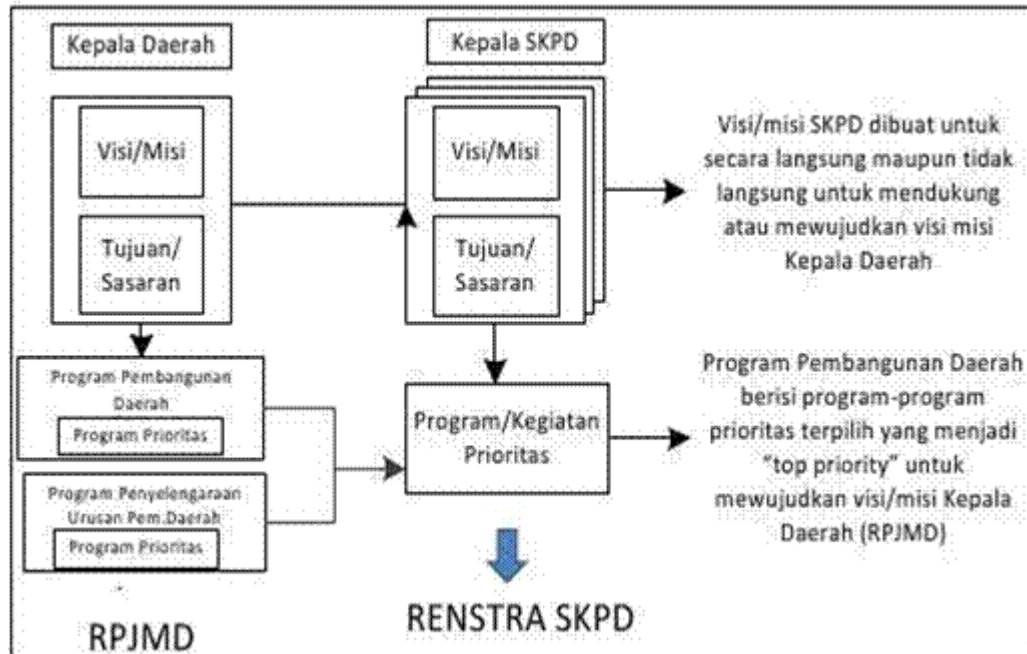 Kepala Daerah
Visi/Misi
Tujuan/
Sasaran
Program Pembangunan
Daerah
Program Prioritas
Program Penyelengaraan
Urusan Pem.Daerah
Program Prioritas
RPJMD
Kepala SKPD
Visi/Misi
Tujuan/
Sasaran
Program/Kegiatan
Prioritas
RENSTRA SKPD
Visi/misi SKPD dibuat untuk
secara langsung maupun tidak
langsung untuk mendukung
atau mewujudkan visi misi
Kepala Daerah
Program Pembangunan Daerah
berisi program-program
prioritas terpilih yang menjadi
“top priority” untuk
mewujudkan visi/misi Kepala
Daerah (RPJMD)